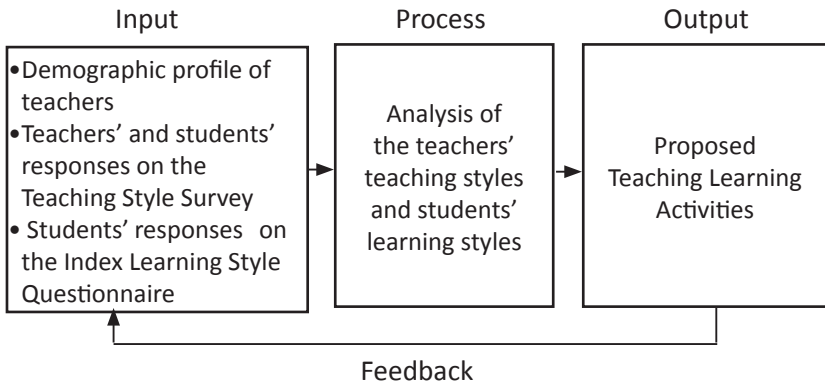 Input
•Demographic profile of
teachers
•Teachers’ and students’
responses on the
Teaching Style Survey
• Students’ responses on
the Index Learning Style
Questionnaire
Process
Analysis of
the teachers’
teaching styles
and students’
learning styles
Output
Proposed
Teaching Learning
Activities
Feedback